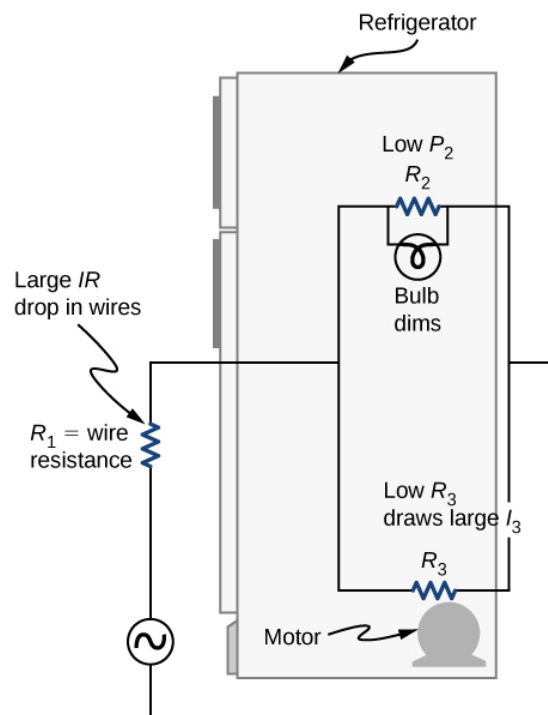 Refrigerator
Low P₂
R₂
Bulb
dims
Large IR
drop in wires
R₁ = wire
resistance
Low R₃
draws large I₃
R₃
Motor